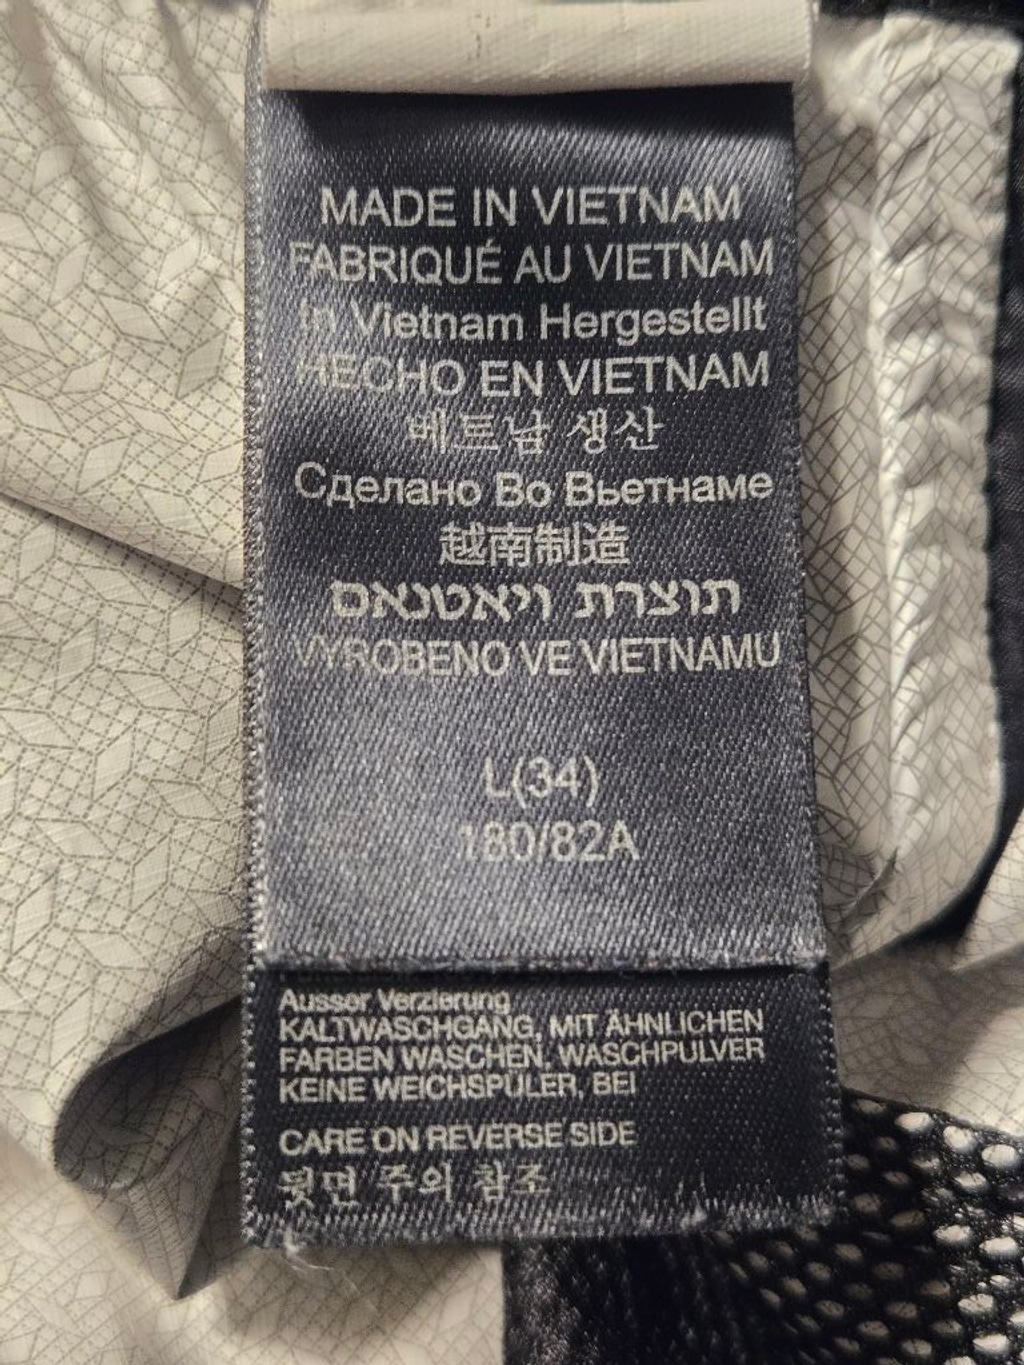 MADE IN VIETNAM
FABRIQUÉ AU VIETNAM
In Vietnam Hergestellt
HECHO EN VIETNAM
베트남 생산
Сделано Во Вьетнаме
越南制造
תוצרת ויאטנאם
VYROBENO VE VIETNAMU
L(34)
180/82A
Ausser Verzierung
KALTWASCHGANG, MIT ÄHNLICHEN
FARBEN WASCHEN, WASCHPULVER
KEINE WEICHSPÜLER, BEI
CARE ON REVERSE SIDE
뒷면 주의 참조